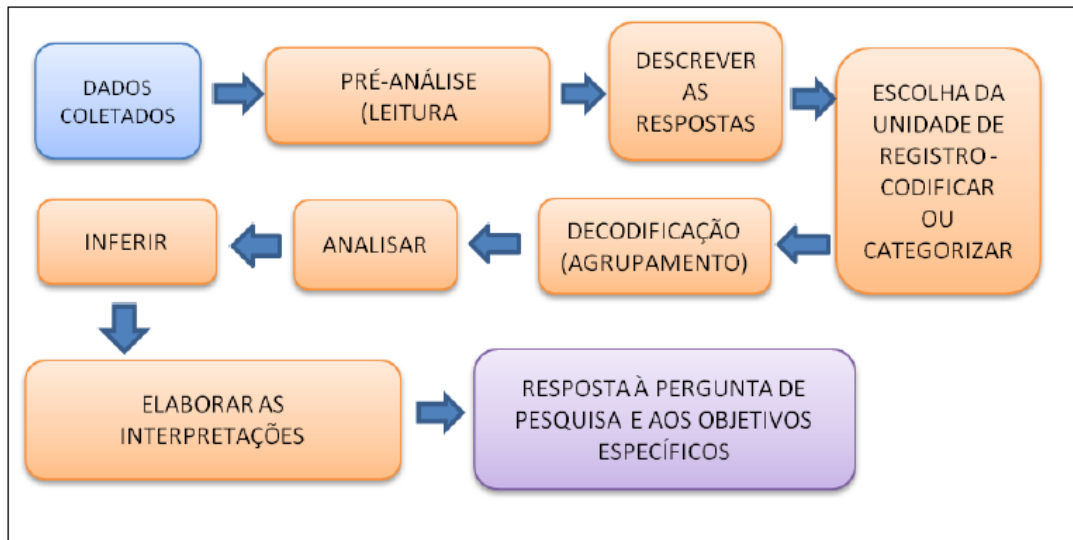 DADOS
COLETADOS
PRÉ-ANÁLISE
(LEITURA
DESCREVER
AS
RESPOSTAS
ESCOLHA DA
UNIDADE DE
REGISTRO -
CODIFICAR
OU
CATEGORIZAR
DECODIFICAÇÃO
(AGRUPAMENTO)
ANALISAR
INFERIR
ELABORAR AS
INTERPRETAÇÕES
RESPOSTA À PERGUNTA DE
PESQUISA E AOS OBJETIVOS
ESPECÍFICOS